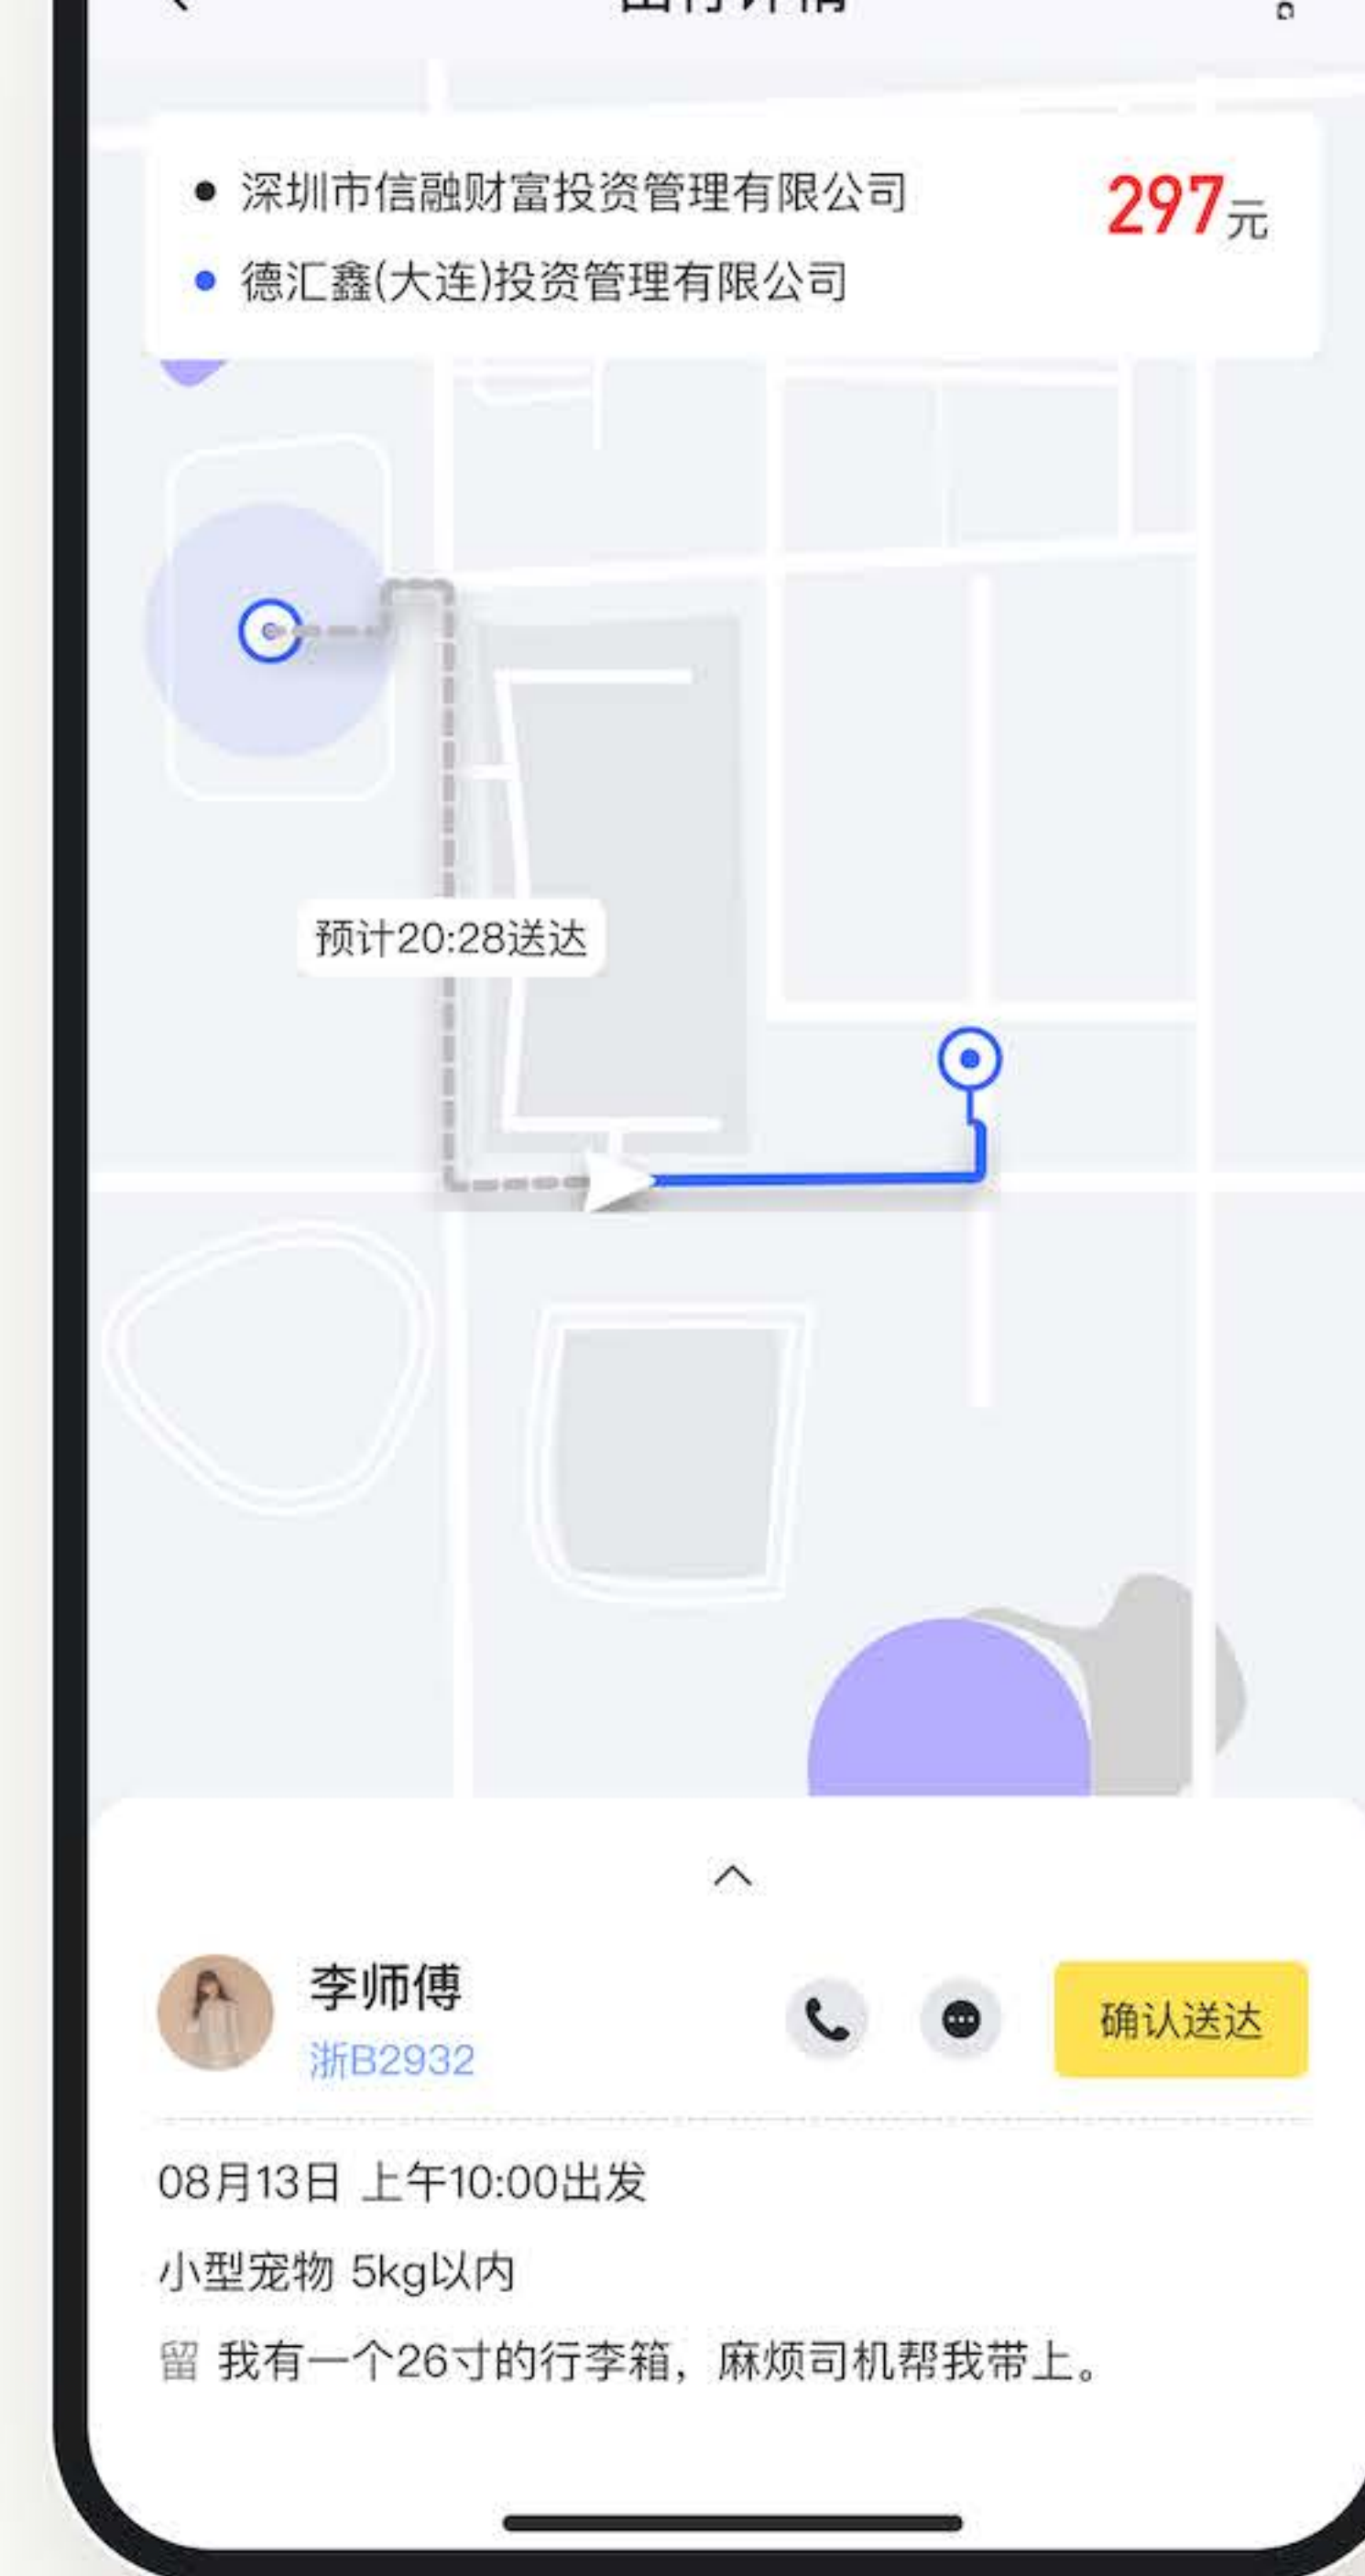 深圳市信融财富投资管理有限公司
297元
德汇鑫(大连)投资管理有限公司
预计20:28送达
李师傅
浙B2932
确认送达
08月13日 上午10:00出发
小型宠物 5kg以内
留 我有一个26寸的行李箱，麻烦司机帮我带上。